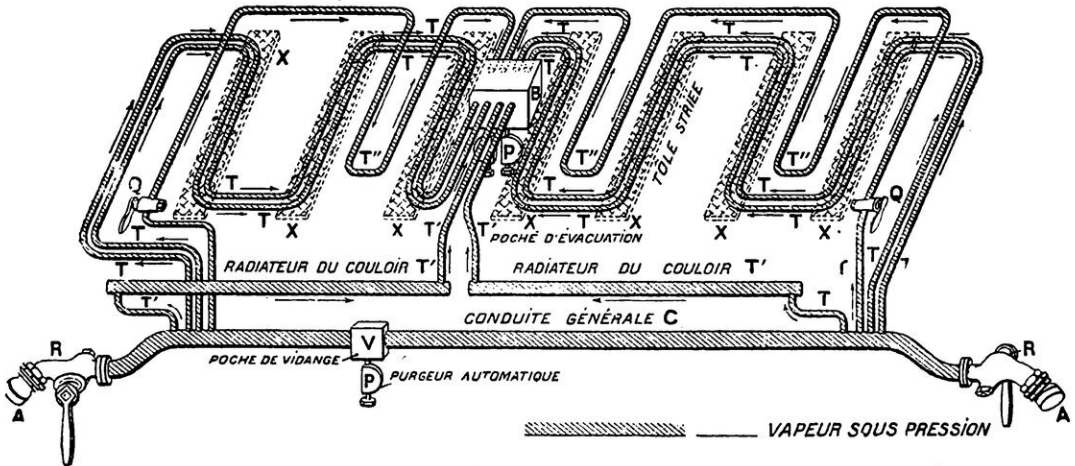 T T T T T
X T T T T
B
P
TÔLE STRIÉE
T" T" T"
Q T T T T T T Q
X X X X X X
T T' T' T
POCHE D'ÉVACUATION
T
RADIATEUR DU COULOIR T' RADIATEUR DU COULOIR T'
T' T
CONDUITE GÉNÉRALE C
R V R
POCHE DE VIDANGE
P PURGEUR AUTOMATIQUE
A A
VAPEUR SOUS PRESSION